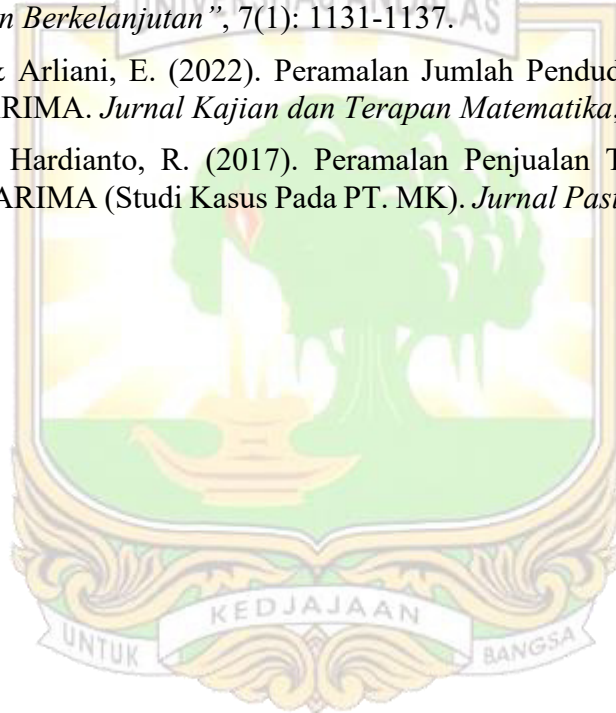 n Berkelanjutan”, 7(1): 1131-1137.
Arliani, E. (2022). Peramalan Jumlah Pendud
RIMA. Jurnal Kajian dan Terapan Matematika,
Hardianto, R. (2017). Peramalan Penjualan T
ARIMA (Studi Kasus Pada PT. MK). Jurnal Pasti
KEDJAJAAN
UNTUK BANGSA